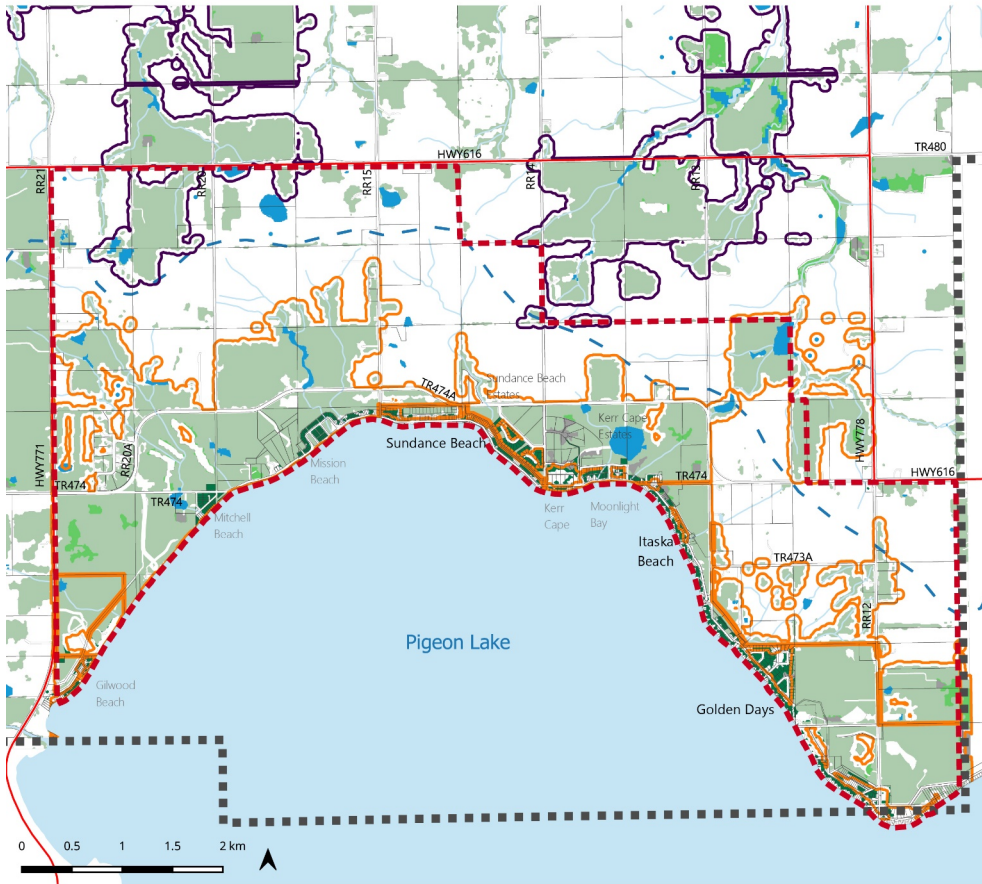 HWY616
TR480
RR21
RR20
RR15
RR14
RR13
Sundance Beach
Estates
TR474A
Kerr Cape
Estates
Sundance Beach
HWY771
RR20A
HWY778
HWY616
Mission
Beach
TR474
TR474
TR474
Mitchell
Beach
Kerr
Cape
Moonlight
Bay
Itaska
Beach
TR473A
RR12
Pigeon Lake
Gilwood
Beach
Golden Days
0 0.5 1 1.5 2 km